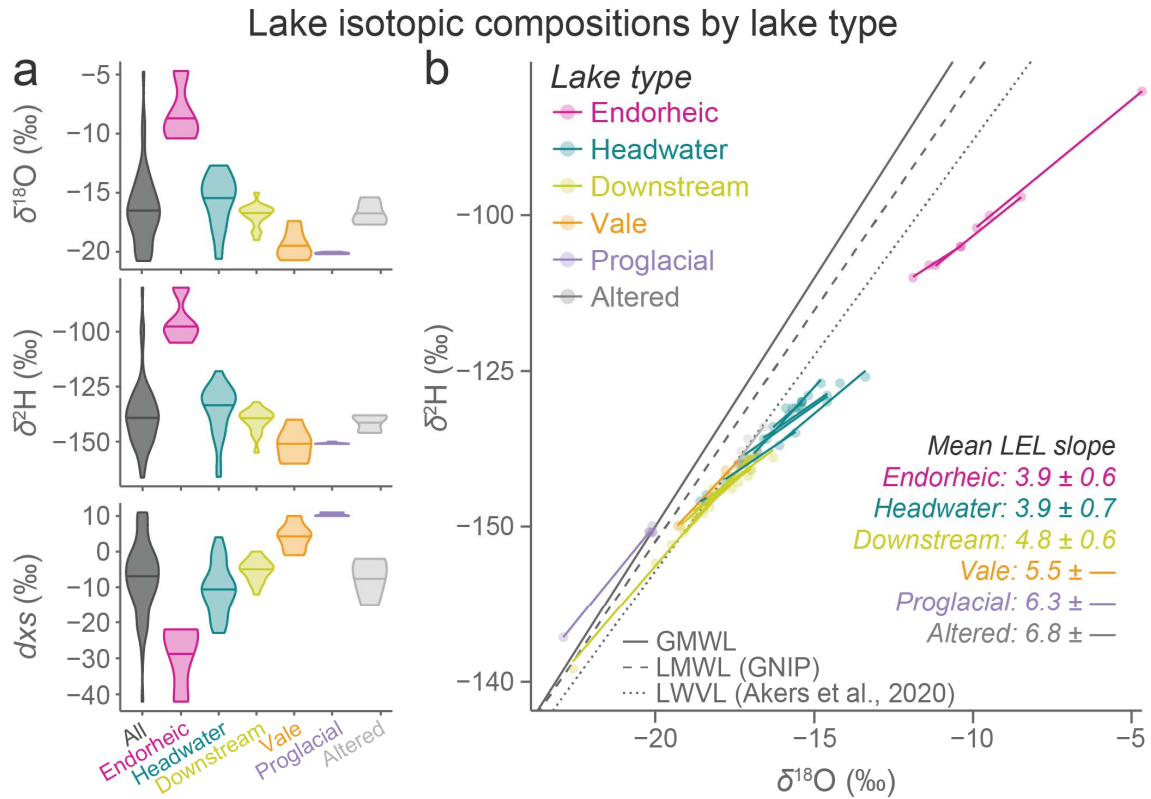 Lake isotopic compositions by lake type
a
δ¹⁸O (‰)
−5
−10
−15
−20
δ²H (‰)
−100
−125
−150
dxs (‰)
10
0
−10
−20
−30
−40
All
Endorheic
Headwater
Downstream
Vale
Proglacial
Altered
b
Lake type
Endorheic
Headwater
Downstream
Vale
Proglacial
Altered
δ²H (‰)
−100
−125
−150
−140
Mean LEL slope
Endorheic: 3.9 ± 0.6
Headwater: 3.9 ± 0.7
Downstream: 4.8 ± 0.6
Vale: 5.5 ± —
Proglacial: 6.3 ± —
Altered: 6.8 ± —
GMWL
LMWL (GNIP)
LWVL (Akers et al., 2020)
−20
−15
−10
−5
δ¹⁸O (‰)